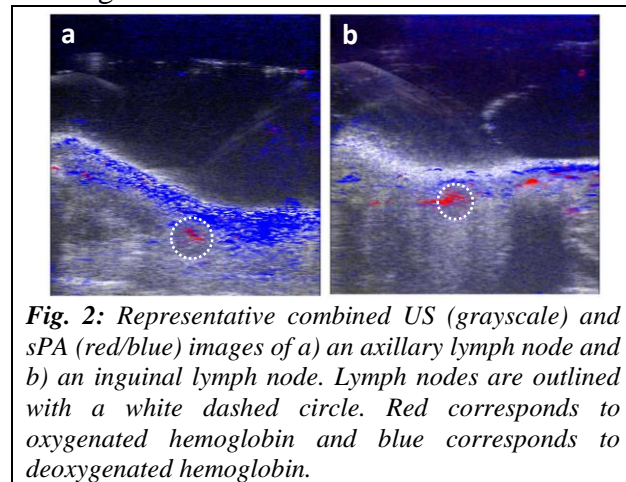 a
b
Fig. 2: Representative combined US (grayscale) and
sPA (red/blue) images of a) an axillary lymph node and
b) an inguinal lymph node. Lymph nodes are outlined
with a white dashed circle. Red corresponds to
oxygenated hemoglobin and blue corresponds to
deoxygenated hemoglobin.